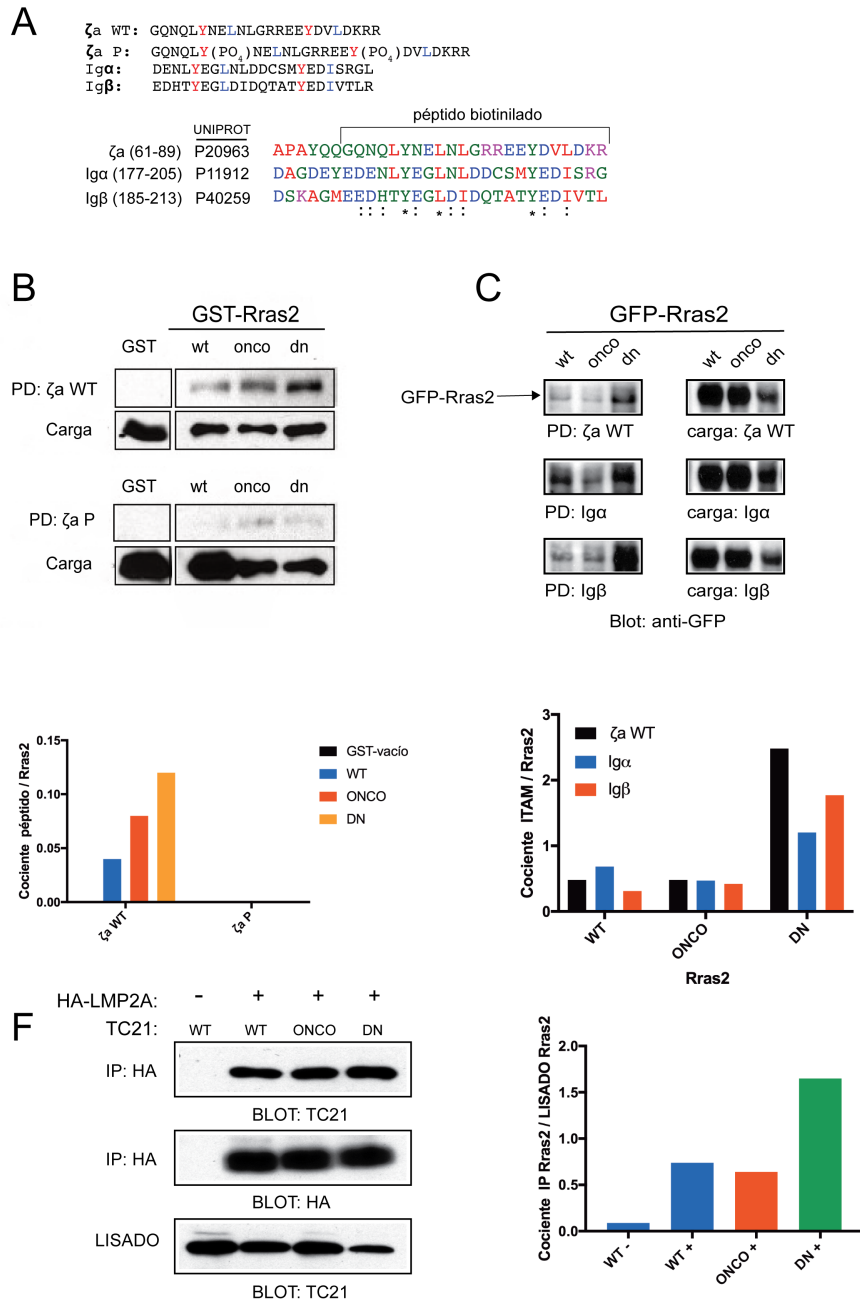 A
ζa WT: GQNQLYNELNLGRREEYDVLDKRR
ζa P: GQNQLY(PO4)NELNLGRREEY(PO4)DVLDKRR
Igα: DENLYEGLNLDDCSMYEDISRGL
Igβ: EDHTYEGLDIDQTATYEDIVTLR
péptido biotinilado
UNIPROT
ζa (61-89) P20963 APAYQQGQNQLYNELNLGRREEYDVLDKR
Igα (177-205) P11912 DAGDEYEDENLYEGLNLDDCSMYEDISRG
Igβ (185-213) P40259 DSKAGMEEDHTYEGLDIDQTATYEDIVTL
:: *: *:: *: :
B
GST-Rras2
GST wt onco dn
PD: ζa WT
Carga
GST wt onco dn
PD: ζa P
Carga
C
GFP-Rras2
wt onco dn wt onco dn
GFP-Rras2
PD: ζa WT carga: ζa WT
PD: Igα carga: Igα
PD: Igβ carga: Igβ
Blot: anti-GFP
Cociente péptido / Rras2
0.15
0.10
0.05
0.00
ζa WT ζa P
GST-vacío
WT
ONCO
DN
Cociente ITAM / Rras2
3
2
1
0
ζa WT
Igα
Igβ
WT ONCO DN
Rras2
F
HA-LMP2A: - + + +
TC21: WT WT ONCO DN
IP: HA
BLOT: TC21
IP: HA
BLOT: HA
LISADO
BLOT: TC21
Cociente IP Rras2 / LISADO Rras2
2.0
1.5
1.0
0.5
0.0
WT - WT + ONCO + DN +